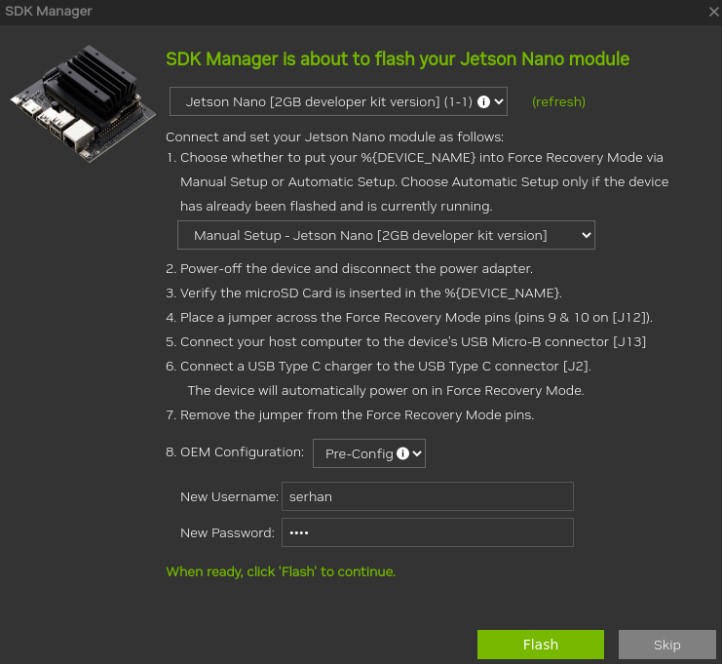 SDK Manager
SDK Manager is about to flash your Jetson Nano module
Jetson Nano [2GB developer kit version] (1-1) (refresh)
Connect and set your Jetson Nano module as follows:
1. Choose whether to put your %{DEVICE_NAME} into Force Recovery Mode via
Manual Setup or Automatic Setup. Choose Automatic Setup only if the device
has already been flashed and is currently running.
Manual Setup - Jetson Nano [2GB developer kit version]
2. Power-off the device and disconnect the power adapter.
3. Verify the microSD Card is inserted in the %{DEVICE_NAME}.
4. Place a jumper across the Force Recovery Mode pins (pins 9 & 10 on [J12]).
5. Connect your host computer to the device's USB Micro-B connector [J13]
6. Connect a USB Type C charger to the USB Type C connector [J2].
The device will automatically power on in Force Recovery Mode.
7. Remove the jumper from the Force Recovery Mode pins.
8. OEM Configuration: Pre-Config
New Username: serhan
New Password: ••••
When ready, click 'Flash' to continue.
Flash Skip